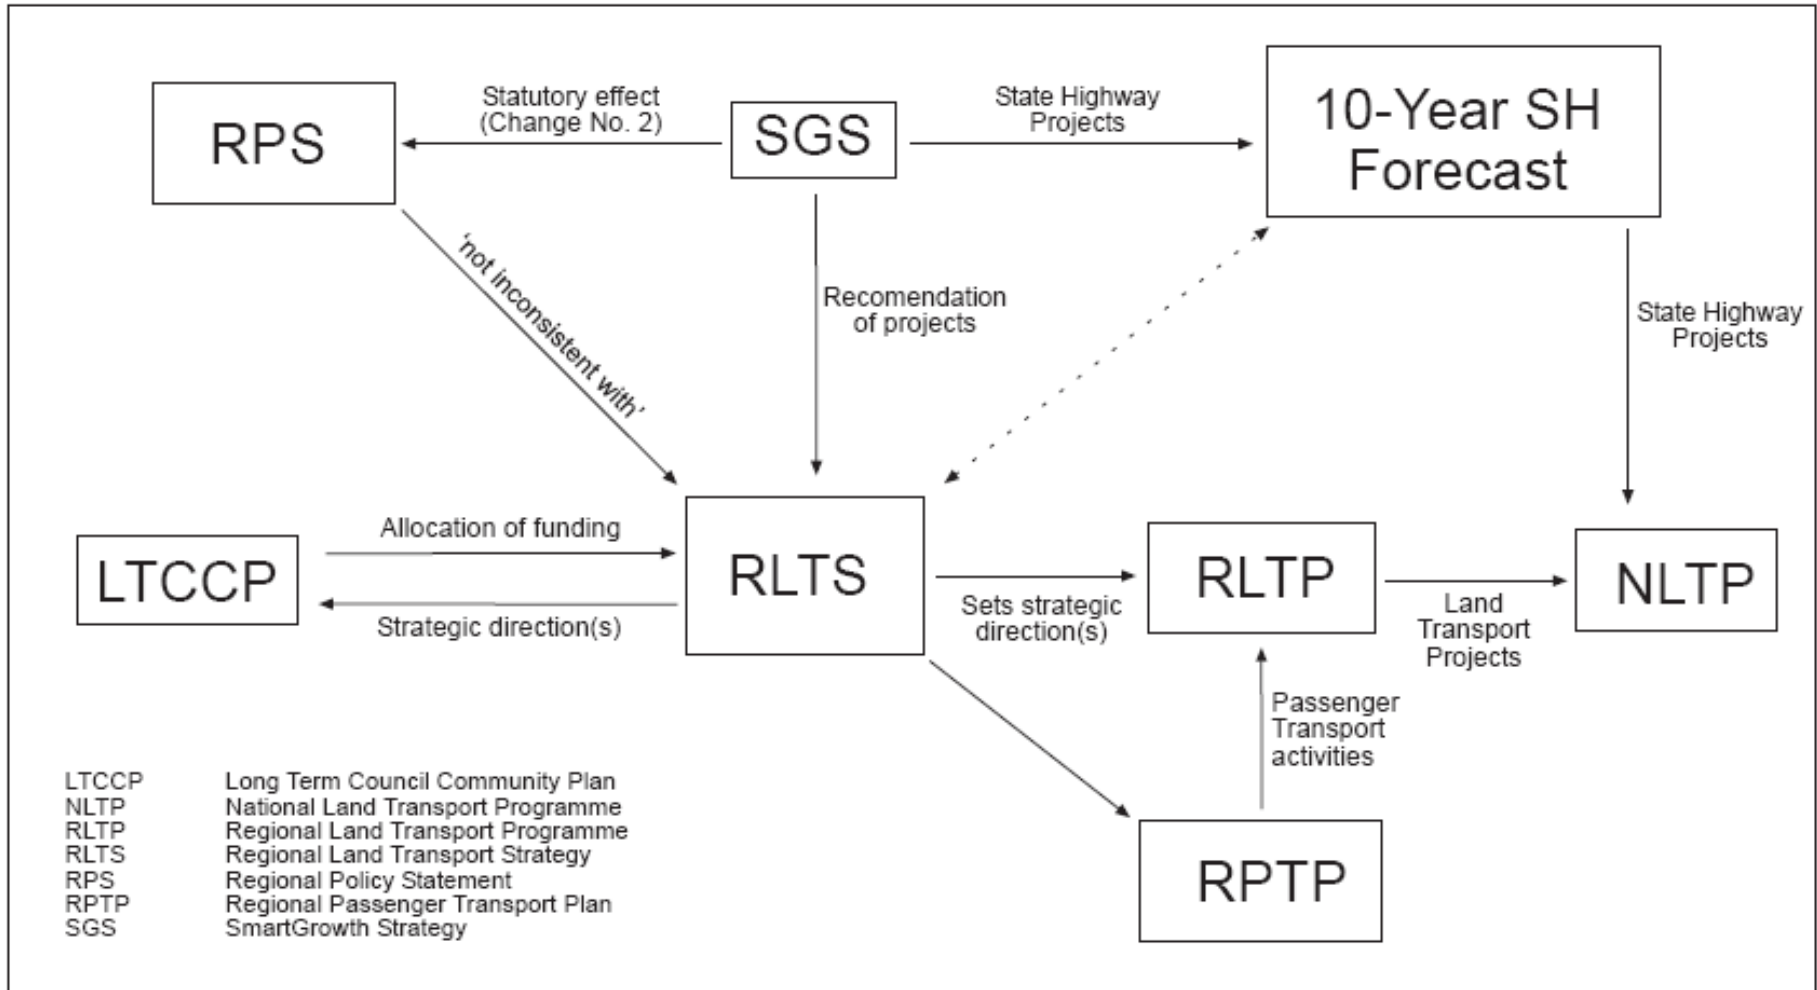 RPS
Statutory effect
(Change No. 2)
SGS
State Highway
Projects
10-Year SH
Forecast
'not inconsistent with'
Recomendation
of projects
State Highway
Projects
LTCCP
Allocation of funding
Strategic direction(s)
RLTS
Sets strategic
direction(s)
RLTP
Land
Transport
Projects
NLTP
Passenger
Transport
activities
RPTP
LTCCP Long Term Council Community Plan
NLTP National Land Transport Programme
RLTP Regional Land Transport Programme
RLTS Regional Land Transport Strategy
RPS Regional Policy Statement
RPTP Regional Passenger Transport Plan
SGS SmartGrowth Strategy